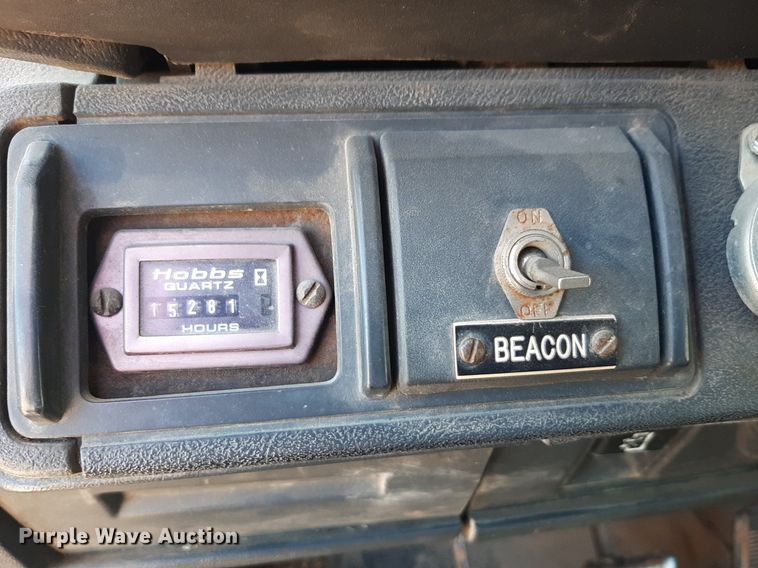 Hobbs
QUARTZ
15281
HOURS
ON
OFF
BEACON
Purple Wave Auction